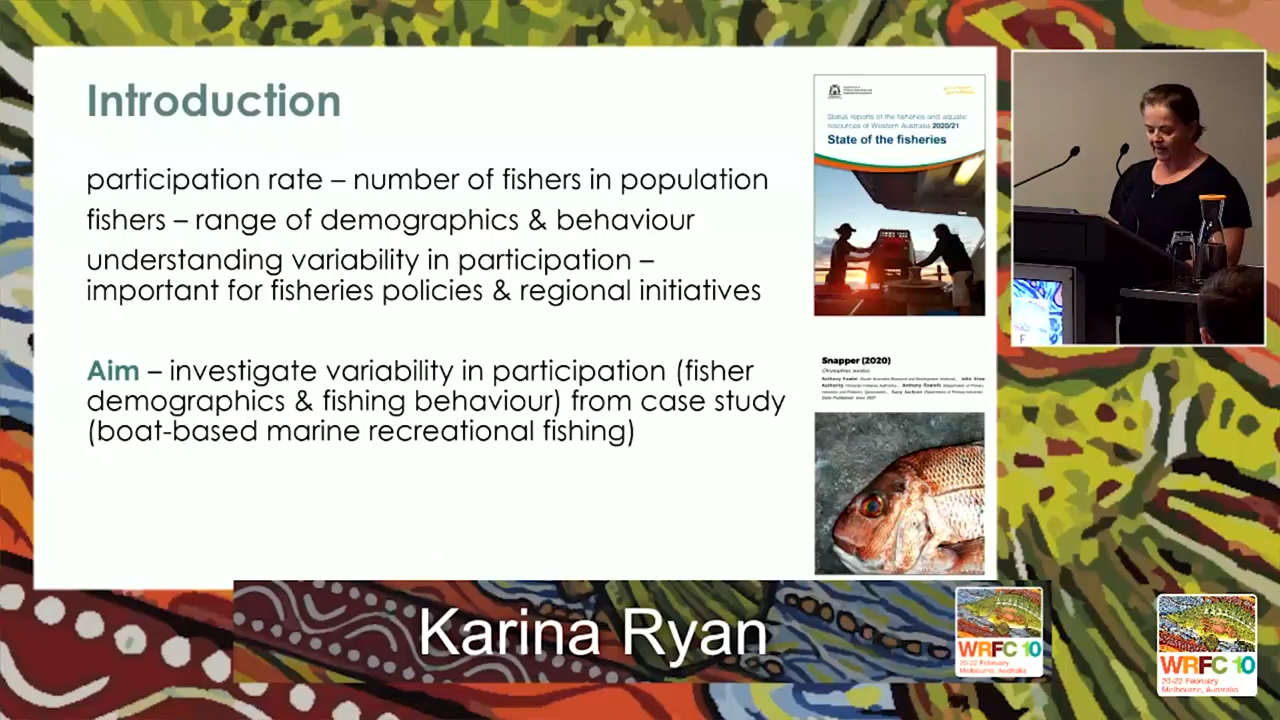 Introduction
participation rate – number of fishers in population
fishers – range of demographics & behaviour
understanding variability in participation –
important for fisheries policies & regional initiatives
Aim – investigate variability in participation (fisher
demographics & fishing behaviour) from case study
(boat-based marine recreational fishing)
Status reports of the fisheries and aquatic
resources of Western Australia 2020/21
State of the fisheries
Snapper (2020)
Karina Ryan
WRFC 10
20-22 February
Melbourne, Australia
WRFC 10
20-22 February
Melbourne, Australia
F